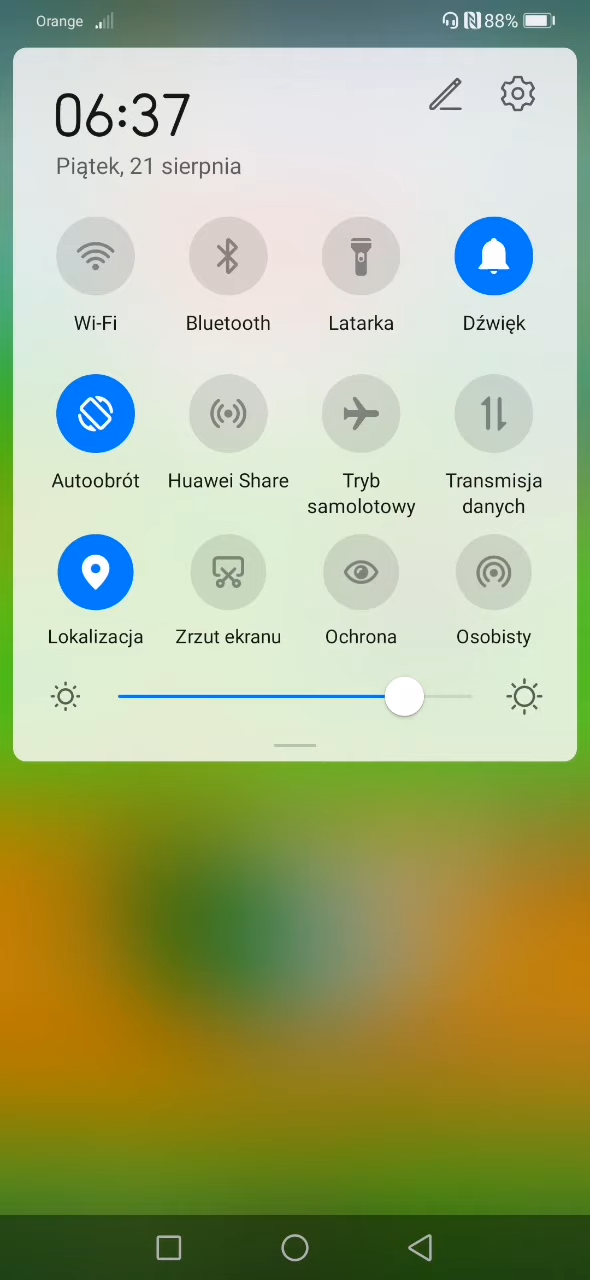 Orange 88%
06:37
Piątek, 21 sierpnia
Wi-Fi Bluetooth Latarka Dźwięk
Autoobrót Huawei Share Tryb samolotowy Transmisja danych
Lokalizacja Zrzut ekranu Ochrona Osobisty